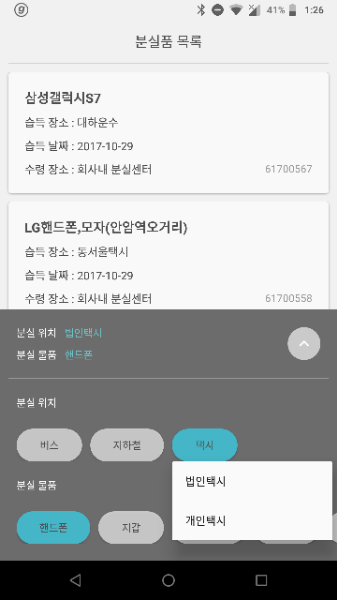 41% 1:26
분실품 목록
삼성갤럭시S7
습득 장소 : 대하운수
습득 날짜 : 2017-10-29
수령 장소 : 회사내 분실센터 61700567
LG핸드폰,모자(안암역오거리)
습득 장소 : 동서울택시
습득 날짜 : 2017-10-29
수령 장소 : 회사내 분실센터 61700558
분실 위치 법인택시
분실 물품 핸드폰
분실 위치
버스 지하철 택시
법인택시
분실 물품
개인택시
핸드폰 지갑